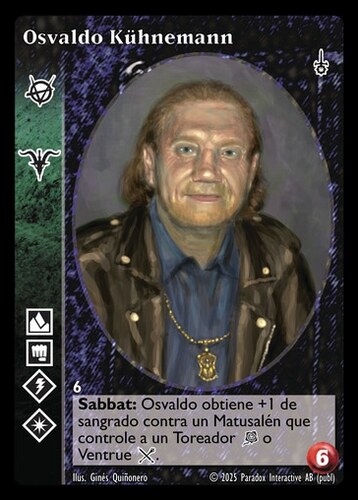 Osvaldo Kühnemann
6
Sabbat: Osvaldo obtiene +1 de
sangrado contra un Matusalén que
controle a un Toreador o
Ventrue .
6
Ilus. Ginés Quiñonero © 2025 Paradox Interactive AB (publ)